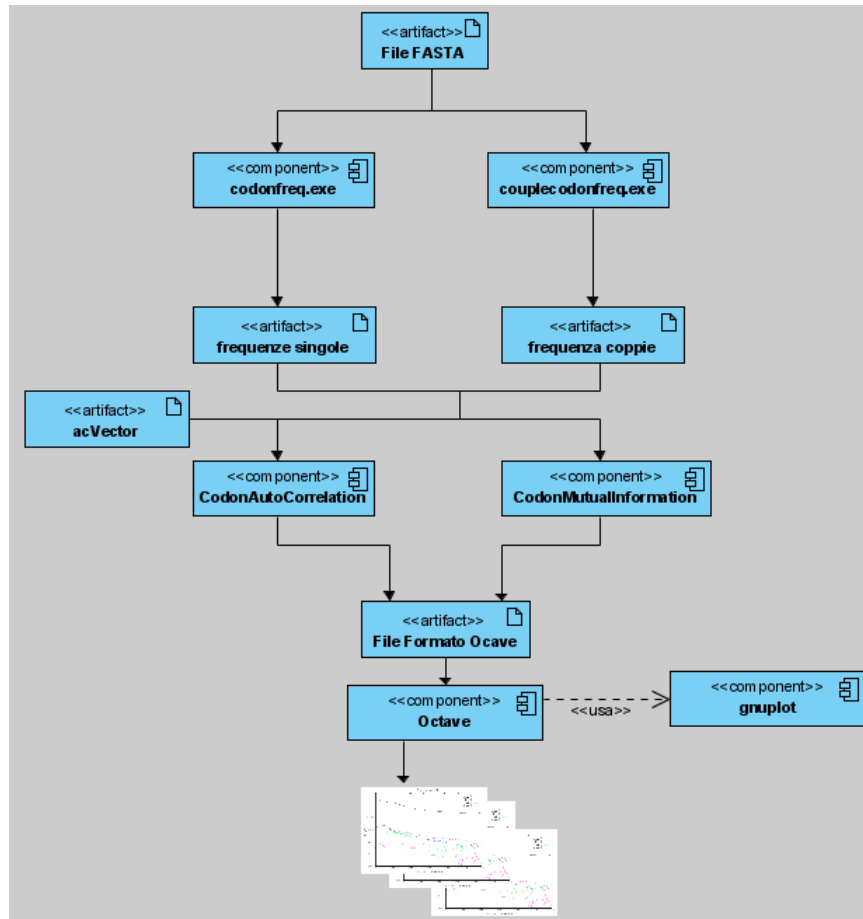 <<artifact>>
File FASTA
<<component>>
codonfreq.exe
<<component>>
couplecodonfreq.exe
<<artifact>>
frequenze singole
<<artifact>>
frequenza coppie
<<artifact>>
acVector
<<component>>
CodonAutoCorrelation
<<component>>
CodonMutualInformation
<<artifact>>
File Formato Ocave
<<component>>
Octave
<<usa>>
<<component>>
gnuplot